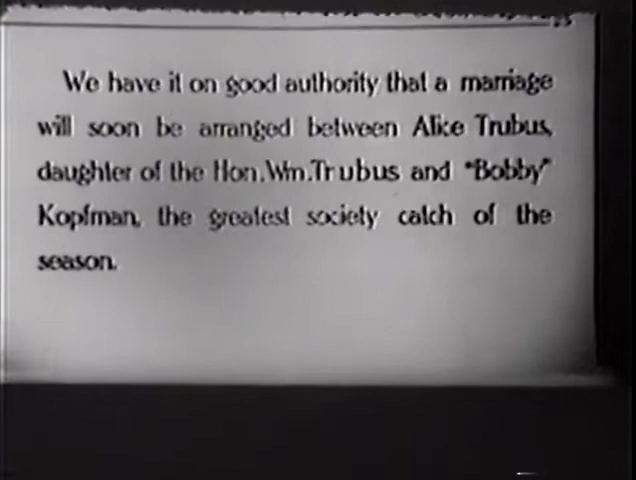 We have it on good authority that a marriage
will soon be arranged between Alice Trubus,
daughter of the Hon. Wm. Trubus and "Bobby"
Kopfman, the greatest society catch of the
season.